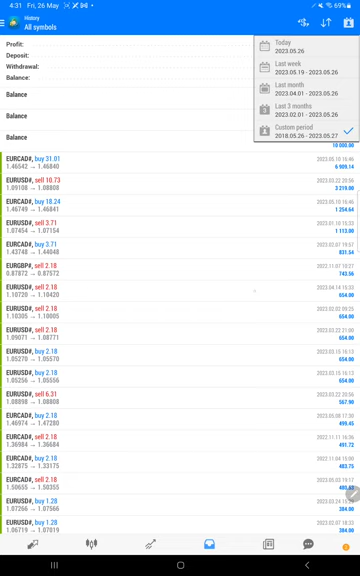 4:31 Fri, 26 May
69%
History
All symbols
Profit:
Deposit:
Withdrawal:
Balance:
Today
2023.05.26
Last week
2023.05.19 - 2023.05.26
Last month
2023.04.01 - 2023.05.26
Last 3 months
2023.02.01 - 2023.05.26
Custom period
2018.05.26 - 2023.05.27
Balance
Balance
Balance
10 000.00
EURCAD#, buy 31.01 2023.05.10 16:46
1.46542 → 1.46840 6 909.14
EURUSD#, sell 10.73 2023.03.22 20:56
1.09108 → 1.08808 3 219.00
EURCAD#, buy 18.24 2023.05.10 16:46
1.46749 → 1.46841 1 254.64
EURUSD#, sell 3.71 2023.01.10 15:33
1.07454 → 1.07154 1 113.00
EURCAD#, buy 3.71 2023.02.07 19:57
1.43748 → 1.44048 831.54
EURGBP#, sell 2.18 2022.11.07 10:27
0.87872 → 0.87572 743.56
EURUSD#, sell 2.18 2023.04.14 15:33
1.10720 → 1.10420 654.00
EURUSD#, sell 2.18
1.10305 → 1.10005 654.00
EURUSD#, sell 2.18 2023.03.22 21:00
1.09071 → 1.08771 654.00
EURUSD#, buy 2.18 2023.03.15 16:13
1.05270 → 1.05570 654.00
EURUSD#, buy 2.18 2023.03.15 16:13
1.05256 → 1.05556 654.00
EURUSD#, sell 6.31 2023.03.22 20:56
1.08898 → 1.08808 567.90
EURCAD#, buy 2.18 2023.05.08 17:30
1.46974 → 1.47280 499.45
EURCAD#, sell 2.18 2022.11.11 16:36
1.36984 → 1.36684 491.72
EURCAD#, buy 2.18 2022.11.04 15:00
1.32875 → 1.33175 483.75
EURCAD#, sell 2.18 2023.05.03 19:17
1.50655 → 1.50355
EURUSD#, buy 1.28
1.07266 → 1.07566 384.00
EURUSD#, buy 1.28 2023.02.07 18:32
1.06719 → 1.07019 384.00